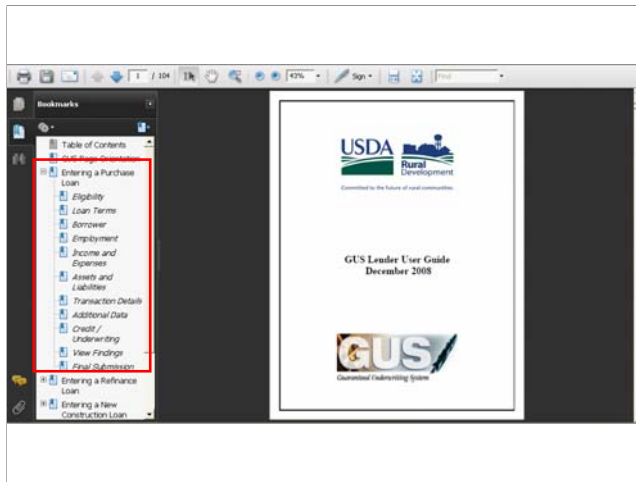 1 / 104
43%
Sign
Find
Bookmarks
Table of Contents
GUS Page Orientation
Entering a Purchase
Loan
Eligibility
Loan Terms
Borrower
Employment
Income and
Expenses
Assets and
Liabilities
Transaction Details
Additional Data
Credit /
Underwriting
View Findings
Final Submission
Entering a Refinance
Loan
Entering a New
Construction Loan
USDA
Rural
Development
Committed to the future of rural communities.
GUS Lender User Guide
December 2008
GUS
Guaranteed Underwriting System